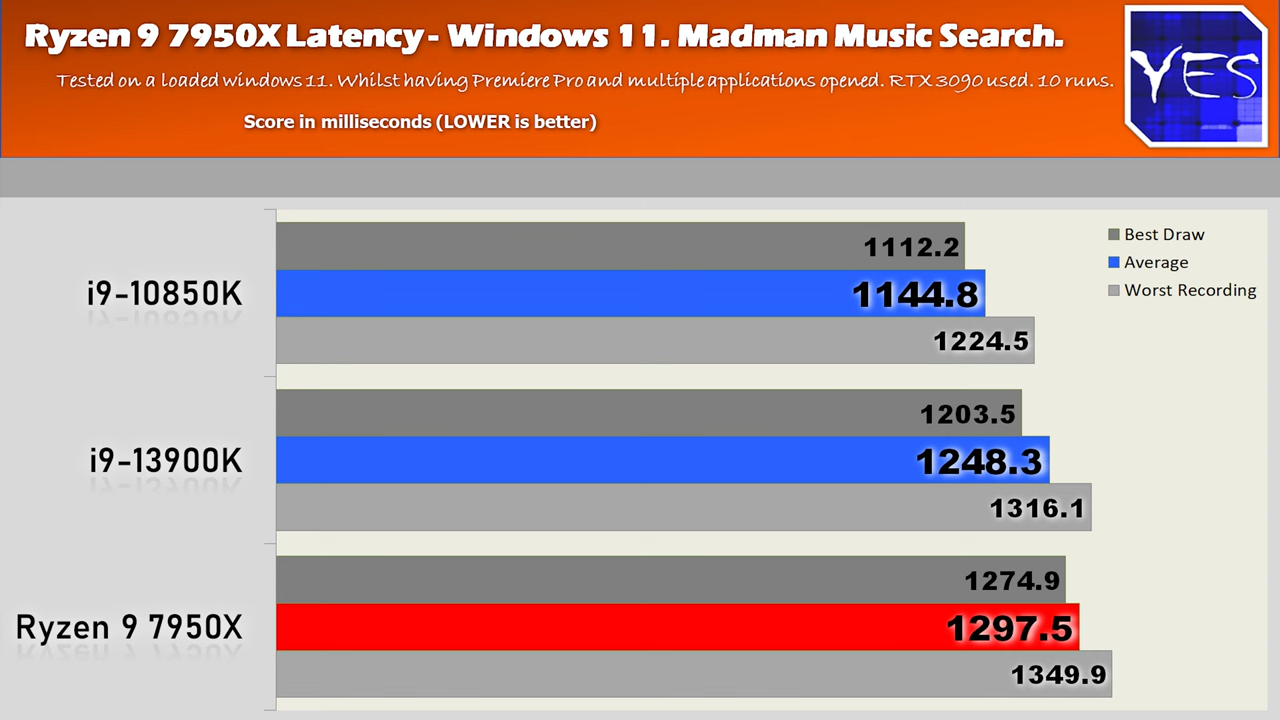 Ryzen 9 7950X Latency - Windows 11. Madman Music Search.
Tested on a loaded windows 11. Whilst having Premiere Pro and multiple applications opened. RTX 3090 used. 10 runs.
Score in milliseconds (LOWER is better)
YES
Best Draw
Average
Worst Recording
i9-10850K
1112.2
1144.8
1224.5
i9-13900K
1203.5
1248.3
1316.1
Ryzen 9 7950X
1274.9
1297.5
1349.9